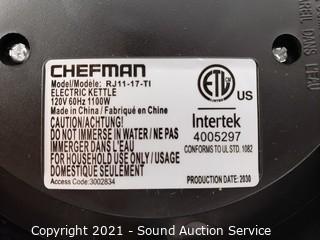 CHEFMAN
Model/Modèle: RJ11-17-TI
ELECTRIC KETTLE
120V 60Hz 1100W
Made in China / Fabriqué en Chine
CAUTION/ACHTUNG!
DO NOT IMMERSE IN WATER / NE PAS
IMMERGER DANS L'EAU
FOR HOUSEHOLD USE ONLY / USAGE
DOMESTIQUE SEULEMENT
Access Code: 3002834
ETL
US
Intertek
4005297
CONFORMS TO UL STD. 1082
PRODUCTION DATE: 2030
DANS L'EAU
Copyright 2021 - Sound Auction Service